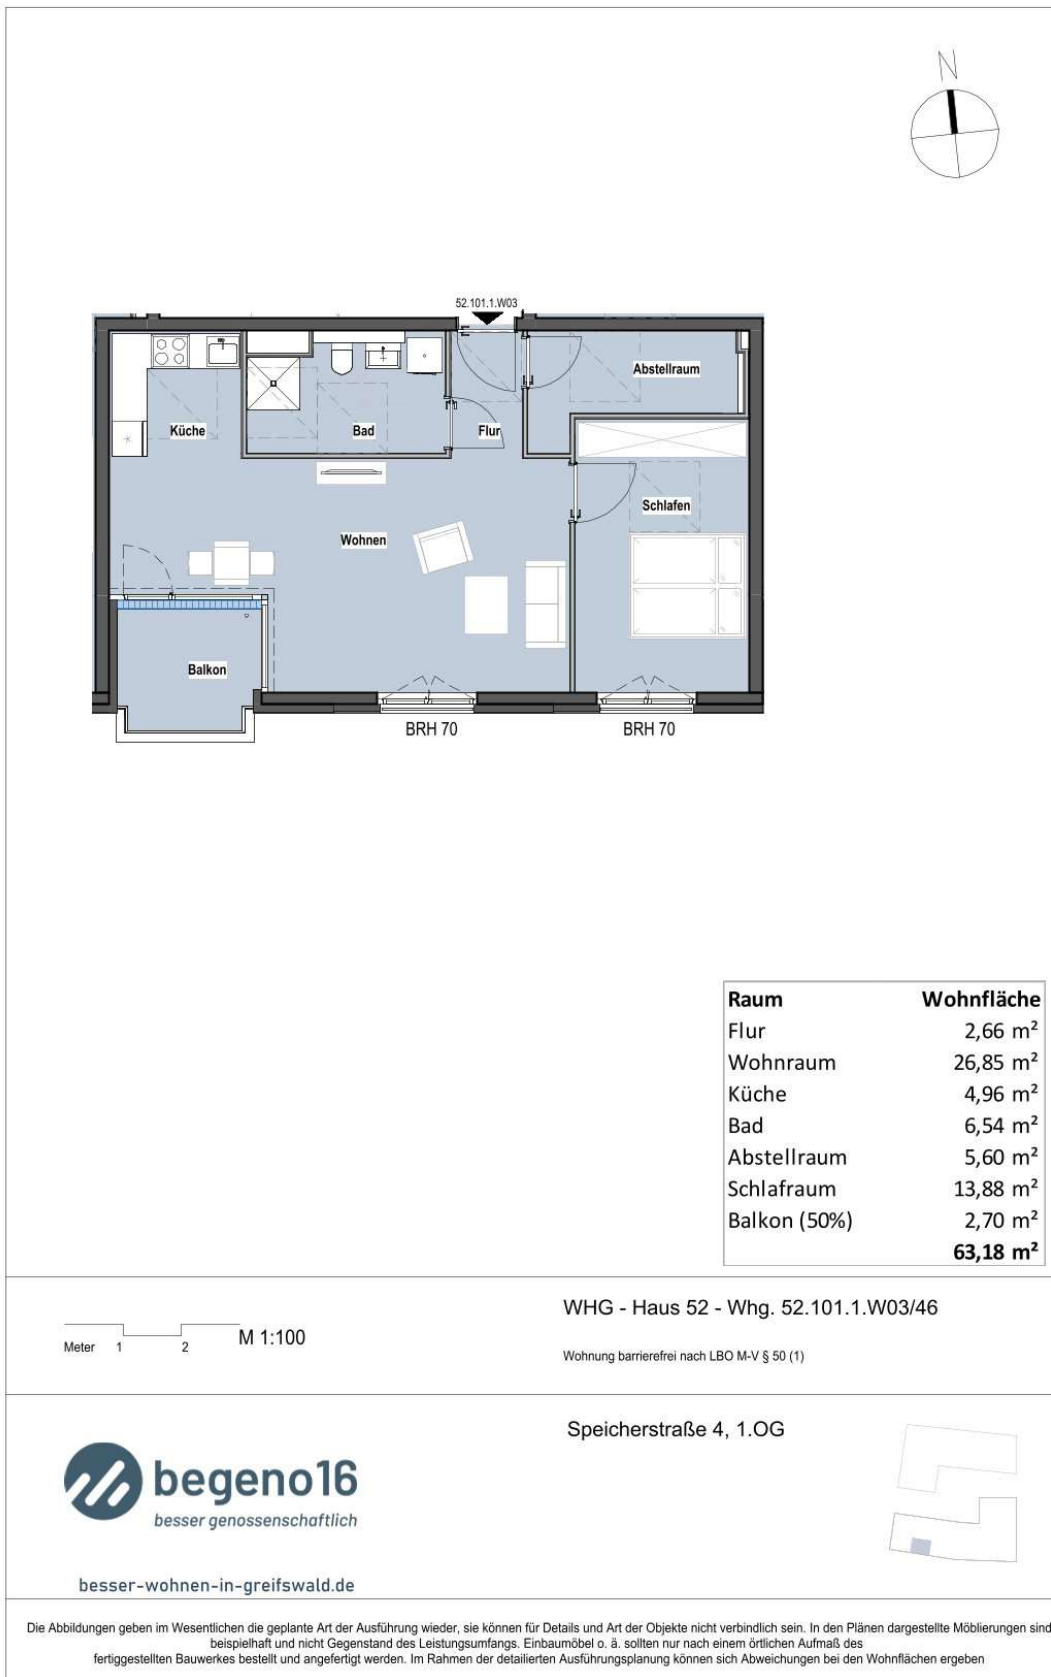 N
52.101.1.W03
Abstellraum
Küche
Bad
Flur
Schlafen
Wohnen
Balkon
BRH 70
BRH 70
Raum Wohnfläche
Flur 2,66 m²
Wohnraum 26,85 m²
Küche 4,96 m²
Bad 6,54 m²
Abstellraum 5,60 m²
Schlafraum 13,88 m²
Balkon (50%) 2,70 m²
63,18 m²
WHG - Haus 52 - Whg. 52.101.1.W03/46
Meter 1 2 M 1:100
Wohnung barrierefrei nach LBO M-V § 50 (1)
Speicherstraße 4, 1.OG
begeno16
besser genossenschaftlich
besser-wohnen-in-greifswald.de
Die Abbildungen geben im Wesentlichen die geplante Art der Ausführung wieder, sie können für Details und Art der Objekte nicht verbindlich sein. In den Plänen dargestellte Möblierungen sind
beispielhaft und nicht Gegenstand des Leistungsumfangs. Einbaumöbel o. ä. sollten nur nach einem örtlichen Aufmaß des
fertiggestellten Bauwerkes bestellt und angefertigt werden. Im Rahmen der detailierten Ausführungsplanung können sich Abweichungen bei den Wohnflächen ergeben